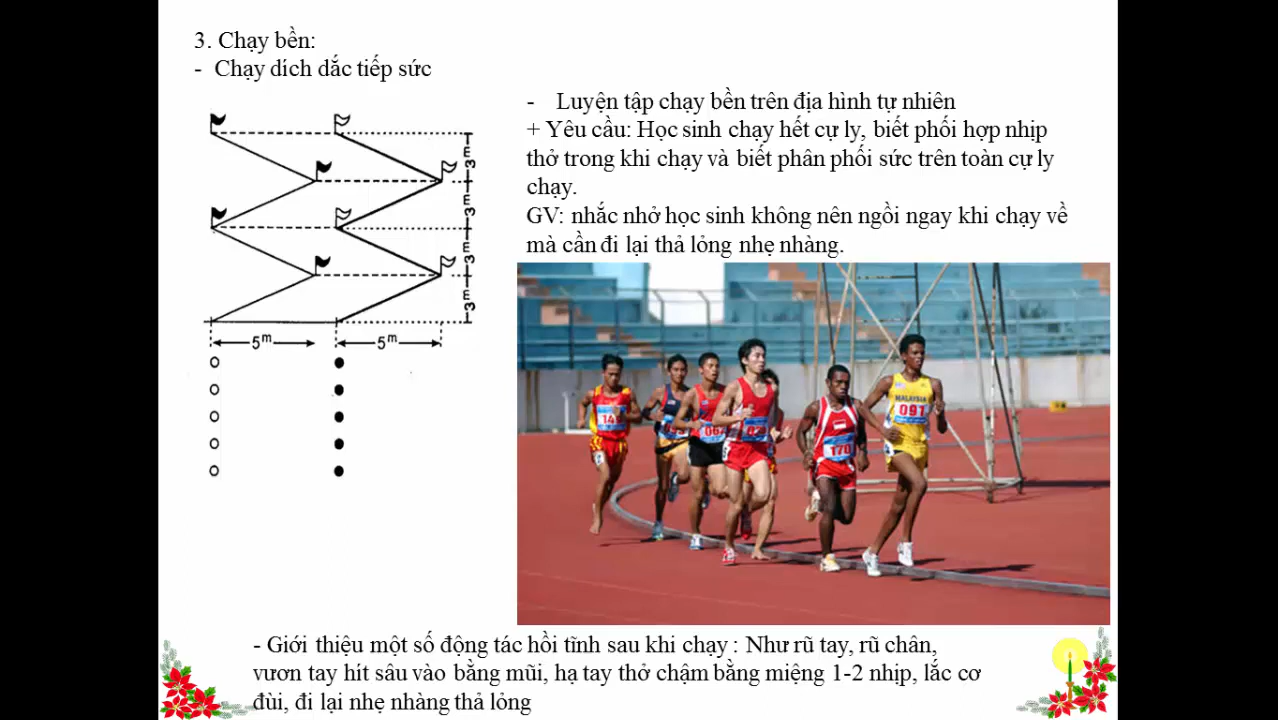 3. Chạy bền:
- Chạy dích dắc tiếp sức
- Luyện tập chạy bền trên địa hình tự nhiên
+ Yêu cầu: Học sinh chạy hết cự ly, biết phối hợp nhịp
thở trong khi chạy và biết phân phối sức trên toàn cự ly
chạy.
GV: nhắc nhở học sinh không nên ngồi ngay khi chạy về
mà cần đi lại thả lỏng nhẹ nhàng.
3m
3m
3m
3m
5m
5m
MALAYSIA
091
170
- Giới thiệu một số động tác hồi tĩnh sau khi chạy : Như rũ tay, rũ chân,
vươn tay hít sâu vào bằng mũi, hạ tay thở chậm bằng miệng 1-2 nhịp, lắc cơ
đùi, đi lại nhẹ nhàng thả lỏng